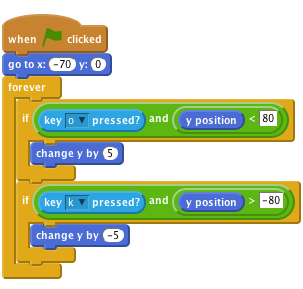 when clicked
go to x: -70 y: 0
forever
if key o pressed? and y position < 80
change y by 5
if key k pressed? and y position > -80
change y by -5